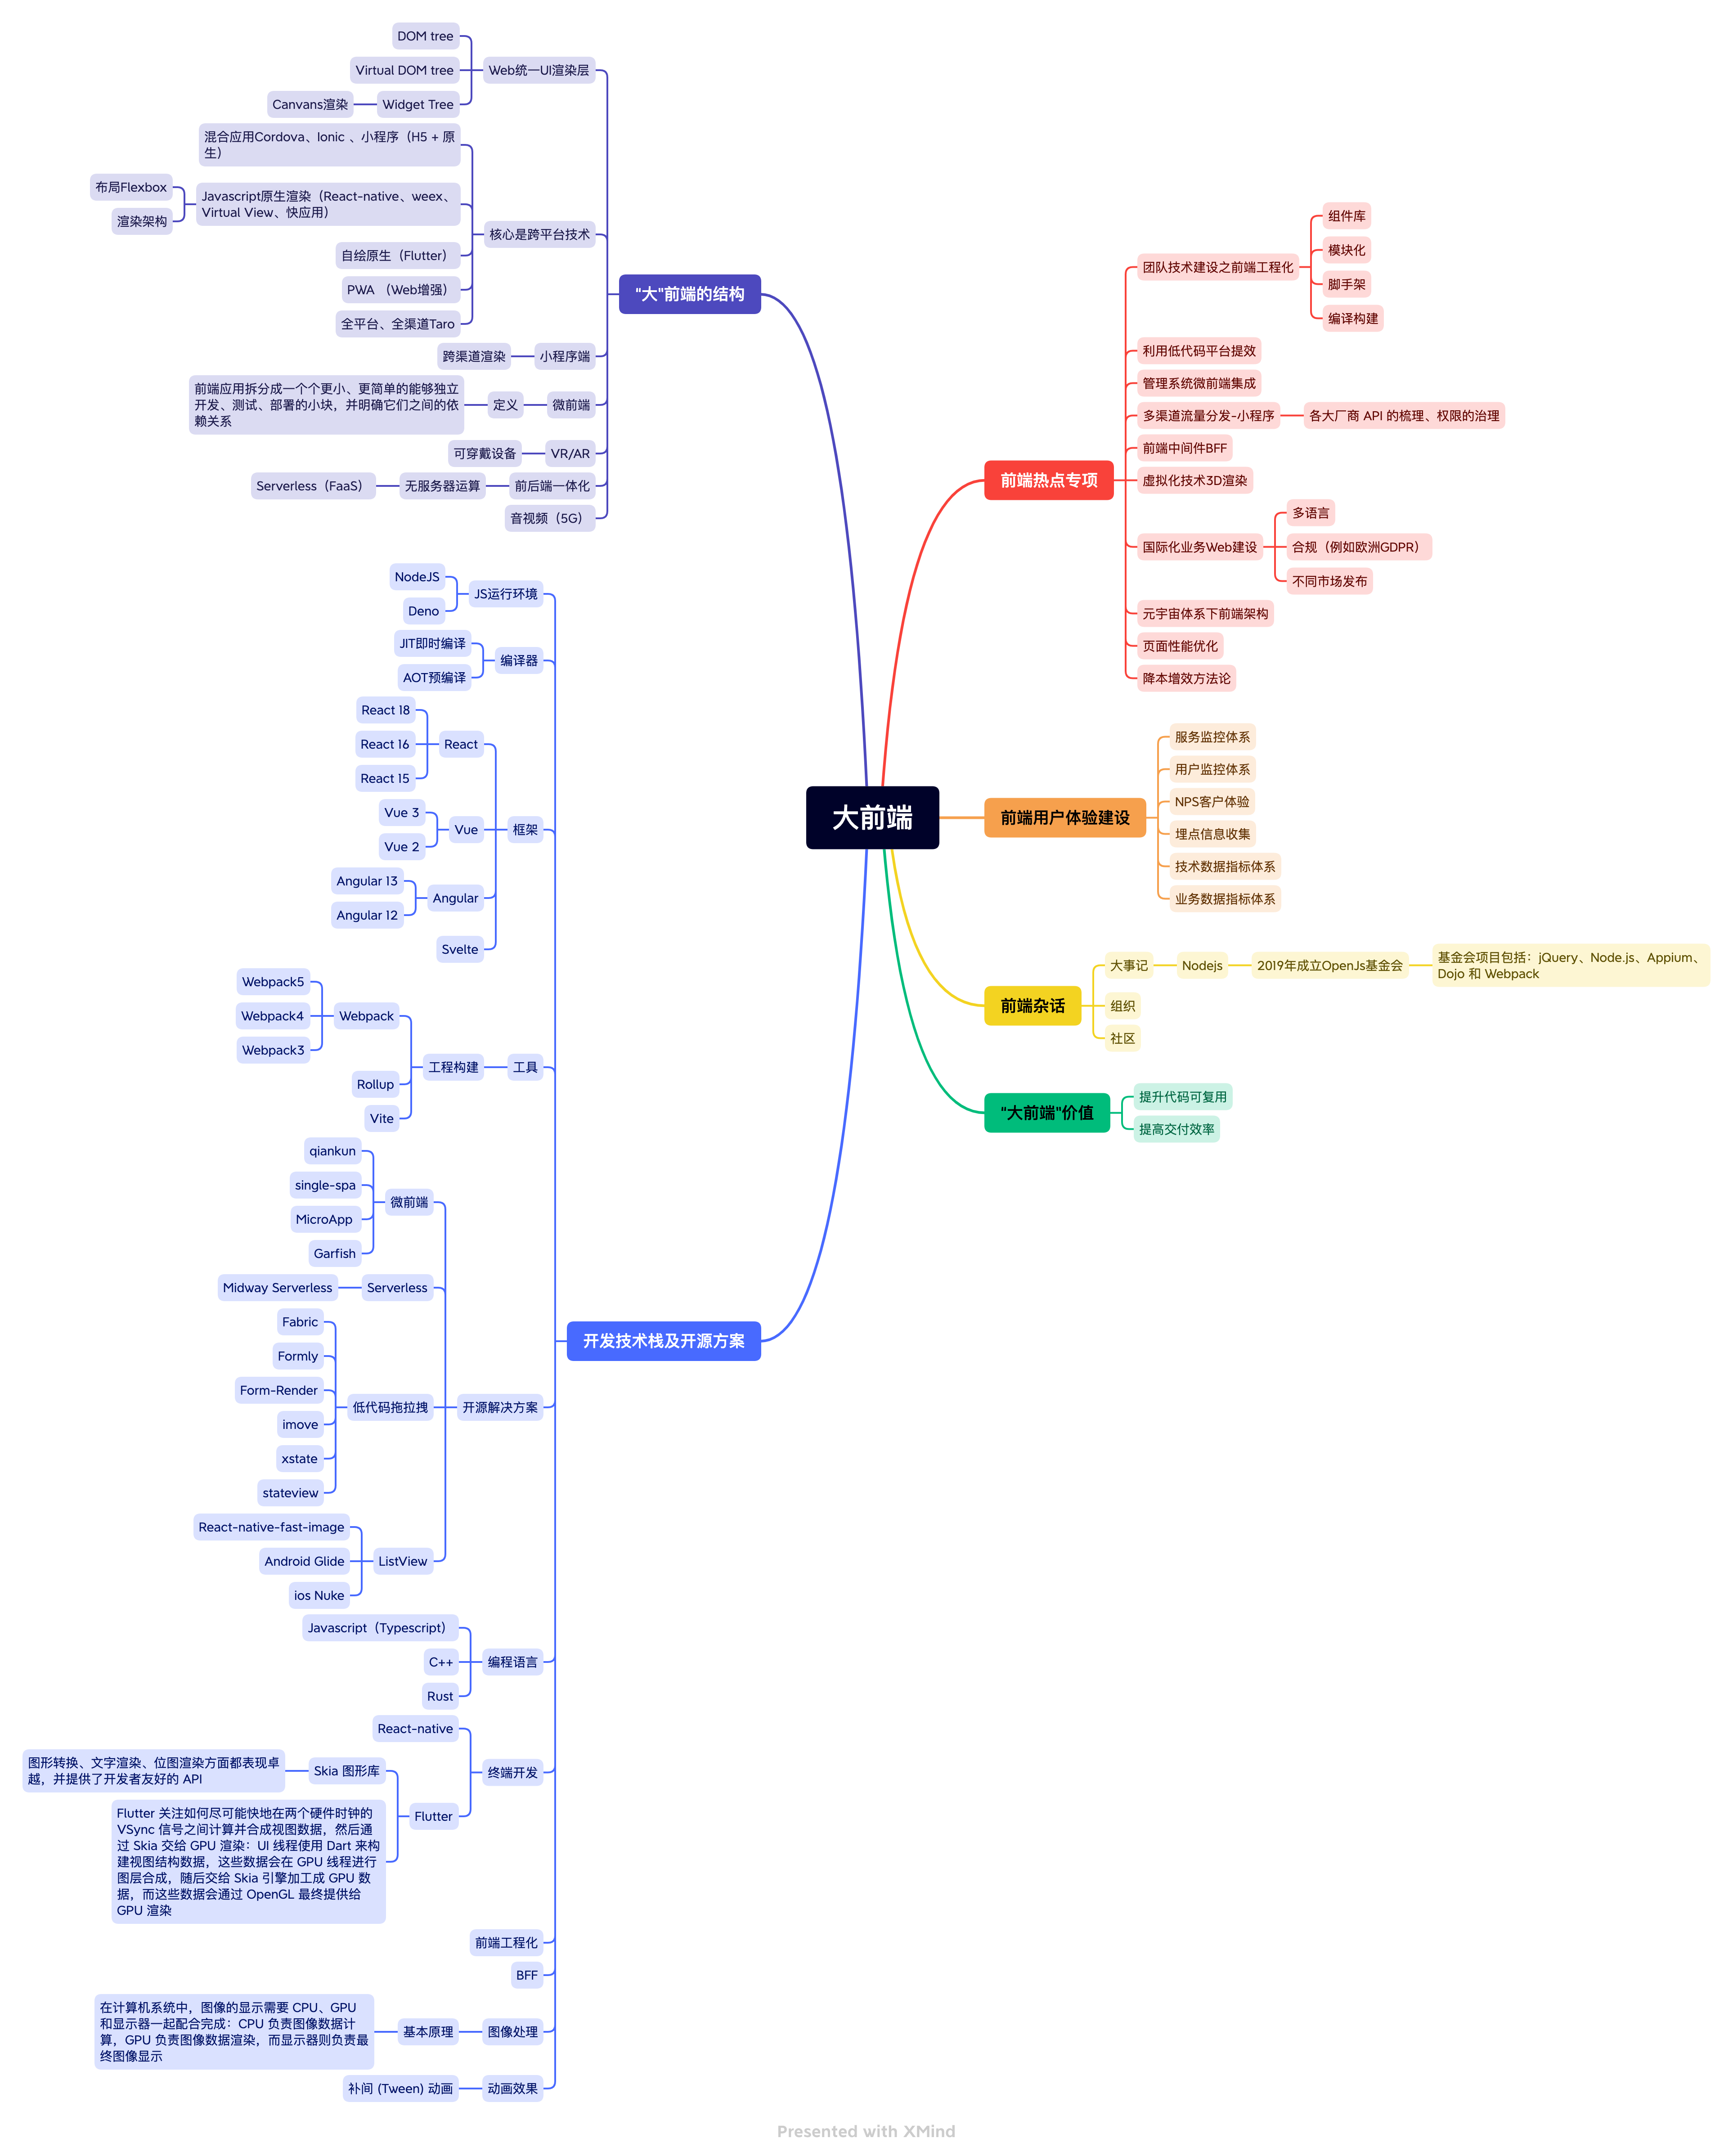 大前端
"大"前端的结构
Web统一UI渲染层
DOM tree
Virtual DOM tree
Widget Tree
Canvans渲染
核心是跨平台技术
混合应用Cordova、Ionic 、小程序（H5 + 原
生）
Javascript原生渲染（React-native、weex、
Virtual View、快应用）
布局Flexbox
渲染架构
自绘原生（Flutter）
PWA （Web增强）
全平台、全渠道Taro
小程序端
跨渠道渲染
微前端
定义
前端应用拆分成一个个更小、更简单的能够独立
开发、测试、部署的小块，并明确它们之间的依
赖关系
VR/AR
可穿戴设备
前后端一体化
无服务器运算
Serverless（FaaS）
音视频（5G）
开发技术栈及开源方案
JS运行环境
NodeJS
Deno
编译器
JIT即时编译
AOT预编译
框架
React
React 18
React 16
React 15
Vue
Vue 3
Vue 2
Angular
Angular 13
Angular 12
Svelte
工具
工程构建
Webpack
Webpack5
Webpack4
Webpack3
Rollup
Vite
开源解决方案
微前端
qiankun
single-spa
MicroApp
Garfish
Serverless
Midway Serverless
低代码拖拉拽
Fabric
Formly
Form-Render
imove
xstate
stateview
ListView
React-native-fast-image
Android Glide
ios Nuke
编程语言
Javascript（Typescript）
C++
Rust
终端开发
React-native
Flutter
Skia 图形库
图形转换、文字渲染、位图渲染方面都表现卓
越，并提供了开发者友好的 API
Flutter 关注如何尽可能快地在两个硬件时钟的
VSync 信号之间计算并合成视图数据，然后通
过 Skia 交给 GPU 渲染：UI 线程使用 Dart 来构
建视图结构数据，这些数据会在 GPU 线程进行
图层合成，随后交给 Skia 引擎加工成 GPU 数
据，而这些数据会通过 OpenGL 最终提供给
GPU 渲染
前端工程化
BFF
图像处理
基本原理
在计算机系统中，图像的显示需要 CPU、GPU
和显示器一起配合完成：CPU 负责图像数据计
算，GPU 负责图像数据渲染，而显示器则负责最
终图像显示
动画效果
补间 (Tween) 动画
前端热点专项
团队技术建设之前端工程化
组件库
模块化
脚手架
编译构建
利用低代码平台提效
管理系统微前端集成
多渠道流量分发-小程序
各大厂商 API 的梳理、权限的治理
前端中间件BFF
虚拟化技术3D渲染
国际化业务Web建设
多语言
合规（例如欧洲GDPR）
不同市场发布
元宇宙体系下前端架构
页面性能优化
降本增效方法论
前端用户体验建设
服务监控体系
用户监控体系
NPS客户体验
埋点信息收集
技术数据指标体系
业务数据指标体系
前端杂话
大事记
Nodejs
2019年成立OpenJs基金会
基金会项目包括：jQuery、Node.js、Appium、
Dojo 和 Webpack
组织
社区
"大前端"价值
提升代码可复用
提高交付效率
Presented with XMind